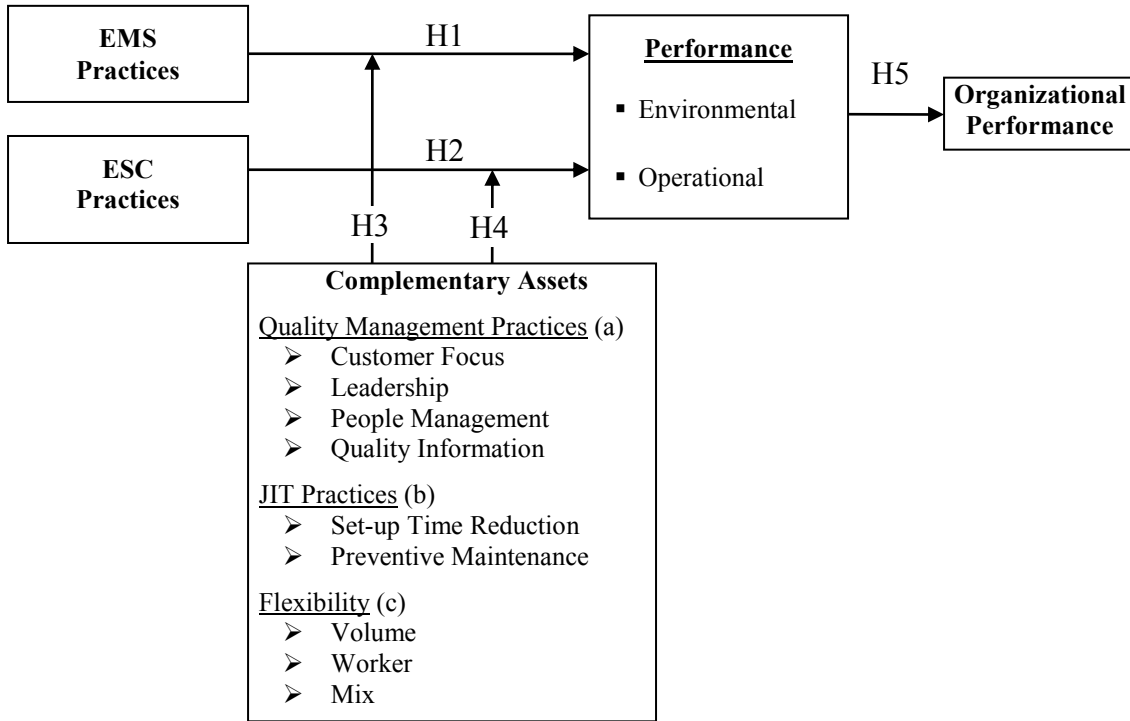 EMS
Practices
H1
Performance
▪ Environmental
▪ Operational
H5
Organizational
Performance
ESC
Practices
H2
H3
H4
Complementary Assets
Quality Management Practices (a)
➢ Customer Focus
➢ Leadership
➢ People Management
➢ Quality Information
JIT Practices (b)
➢ Set-up Time Reduction
➢ Preventive Maintenance
Flexibility (c)
➢ Volume
➢ Worker
➢ Mix